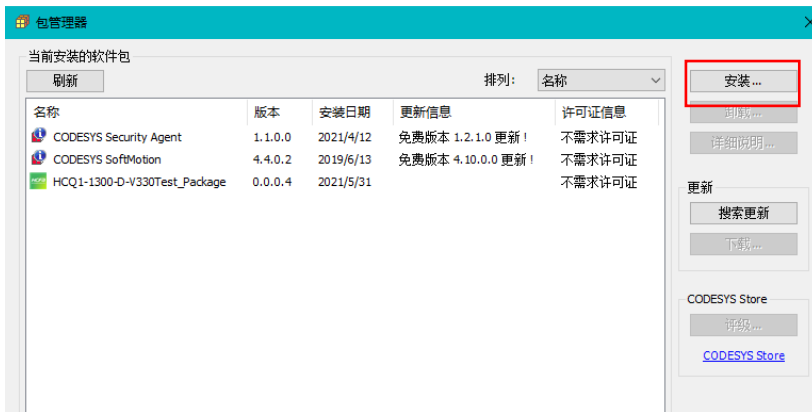 包管理器
当前安装的软件包
刷新
排列：
名称
安装...
名称 版本 安装日期 更新信息 许可证信息
卸载...
CODESYS Security Agent 1.1.0.0 2021/4/12 免费版本 1.2.1.0 更新！ 不需求许可证
详细说明...
CODESYS SoftMotion 4.4.0.2 2019/6/13 免费版本 4.10.0.0 更新！ 不需求许可证
HCQ1-1300-D-V330Test_Package 0.0.0.4 2021/5/31 不需求许可证
更新
搜索更新
下载...
CODESYS Store
评级...
CODESYS Store